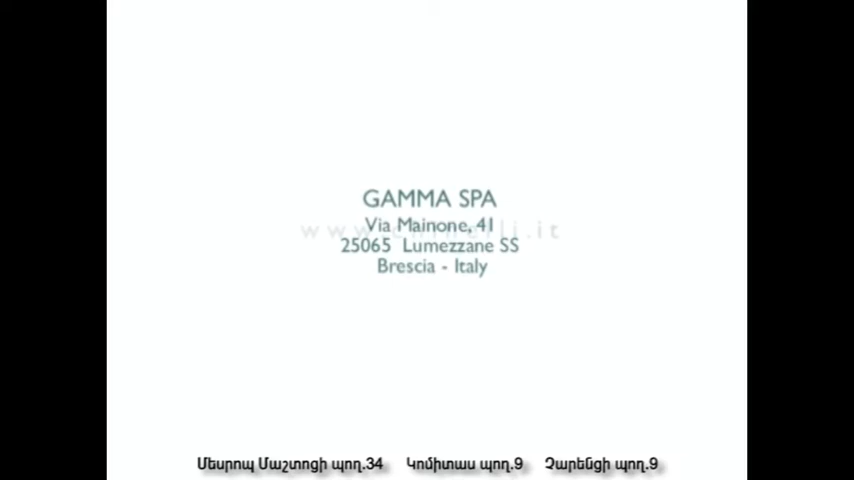 GAMMA SPA
Via Mainone, 41
25065 Lumezzane SS
Brescia - Italy
Մեսրոպ Մաշտոցի պող.34 Կոմիտաս պող.9 Չարենցի պող.9